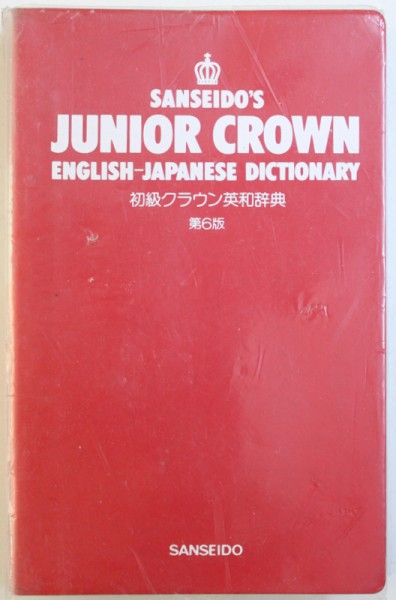 SANSEIDO'S
JUNIOR CROWN
ENGLISH-JAPANESE DICTIONARY
初級クラウン英和辞典
第6版
SANSEIDO